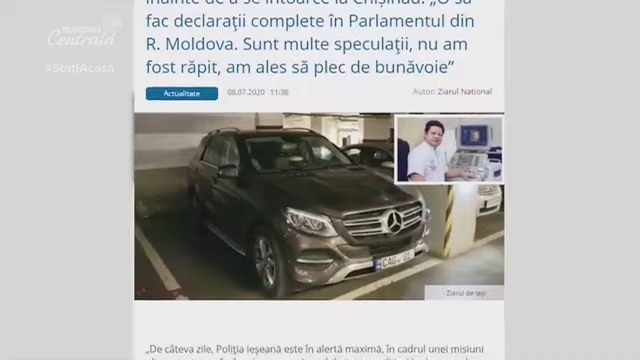 înainte de a se întoarce la Chișinău: „O să
fac declarații complete în Parlamentul din
R. Moldova. Sunt multe speculații, nu am
fost răpit, am ales să plec de bunăvoie”
Centrală
#StațiAcasă
Actualitate
08.07.2020 11:36
Autor: Ziarul National
Ziarul de Iași
„De câteva zile, Poliția ieșeană este în alertă maximă, în cadrul unei misiuni